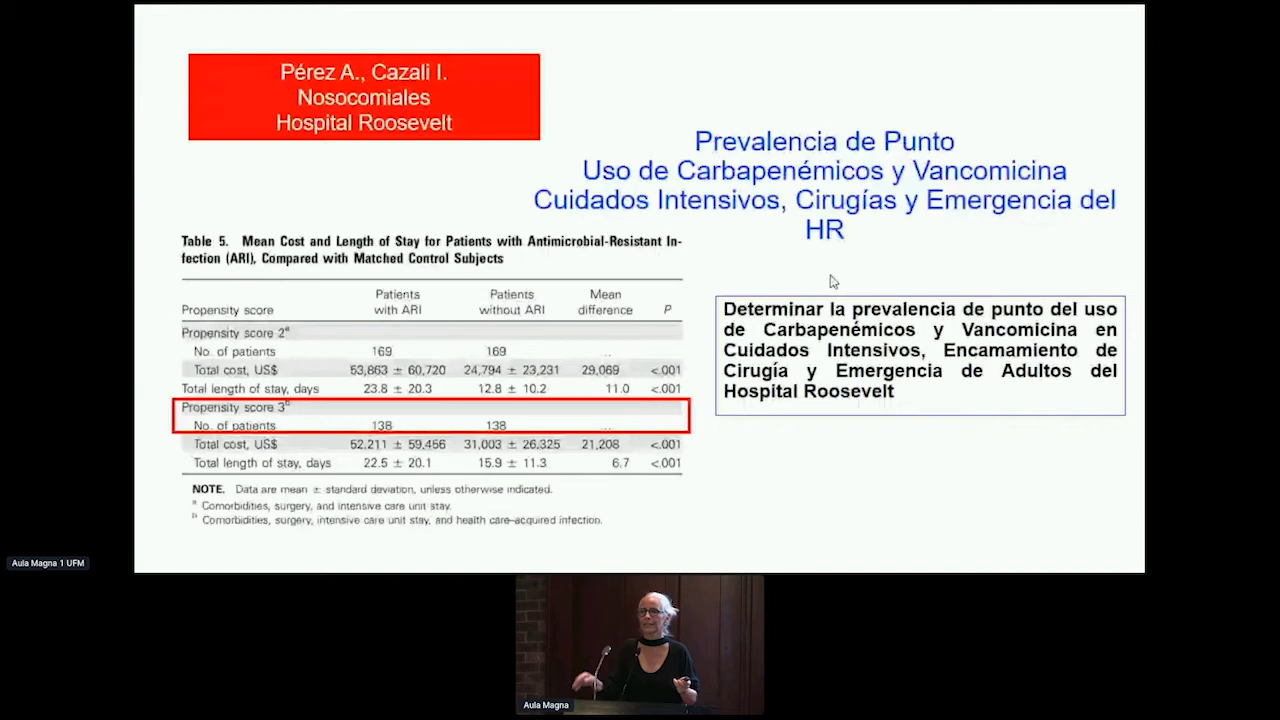 Pérez A., Cazali I.
Nosocomiales
Hospital Roosevelt
Prevalencia de Punto
Uso de Carbapenémicos y Vancomicina
Cuidados Intensivos, Cirugías y Emergencia del
HR
Table 5. Mean Cost and Length of Stay for Patients with Antimicrobial-Resistant In-
fection (ARI), Compared with Matched Control Subjects
Propensity score Patients with ARI Patients without ARI Mean difference P
Propensity score 2a
No. of patients 169 169 ...
Total cost, US$ 53,863 ± 60,720 24,794 ± 23,231 29,069 <.001
Total length of stay, days 23.8 ± 20.3 12.8 ± 10.2 11.0 <.001
Propensity score 3b
No. of patients 138 138 ...
Total cost, US$ 52,211 ± 59,456 31,003 ± 26,325 21,208 <.001
Total length of stay, days 22.5 ± 20.1 15.9 ± 11.3 6.7 <.001
NOTE. Data are mean ± standard deviation, unless otherwise indicated.
a Comorbidities, surgery, and intensive care unit stay.
b Comorbidities, surgery, intensive care unit stay, and health care–acquired infection.
Determinar la prevalencia de punto del uso
de Carbapenémicos y Vancomicina en
Cuidados Intensivos, Encamamiento de
Cirugía y Emergencia de Adultos del
Hospital Roosevelt
Aula Magna 1 UFM
Aula Magna